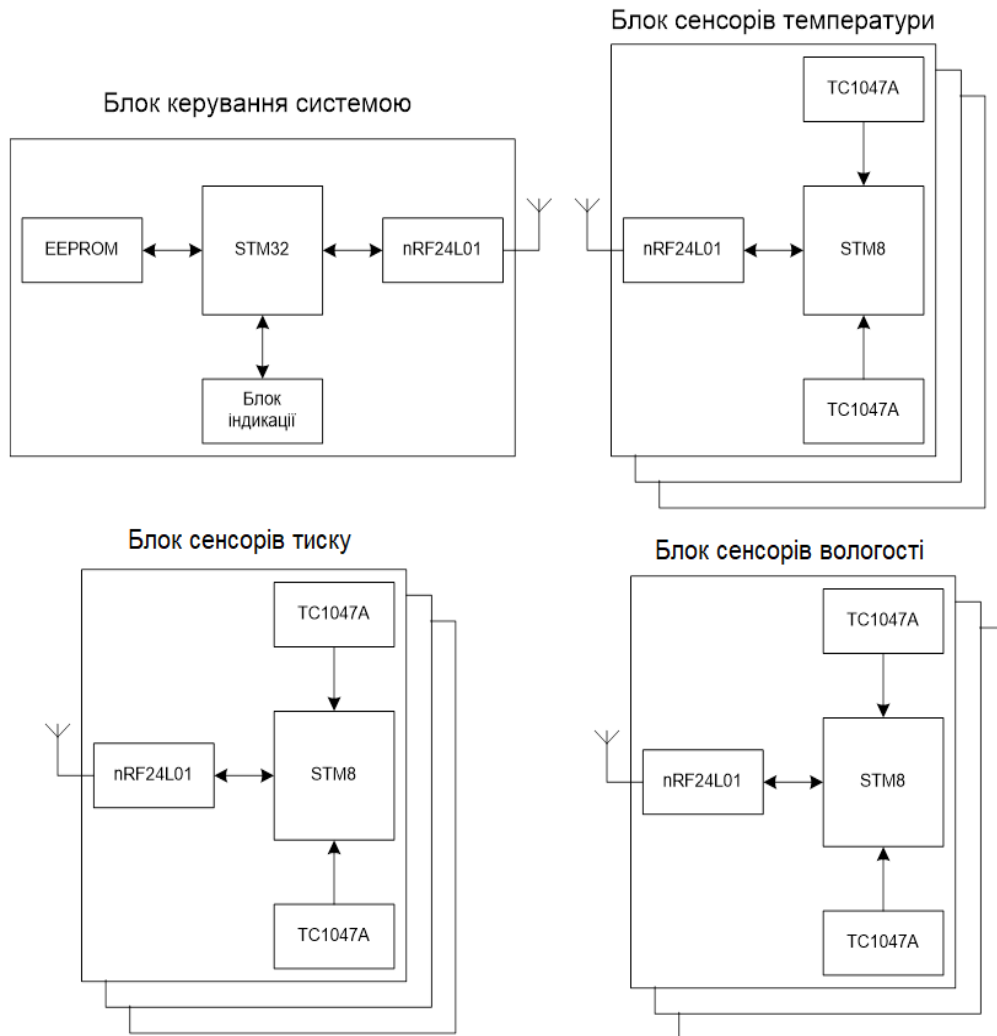 Блок сенсорів температури
Блок керування системою
TC1047A
EEPROM
STM32
nRF24L01
nRF24L01
STM8
Блок
індикації
TC1047A
Блок сенсорів тиску
Блок сенсорів вологості
TC1047A
TC1047A
nRF24L01
STM8
nRF24L01
STM8
TC1047A
TC1047A